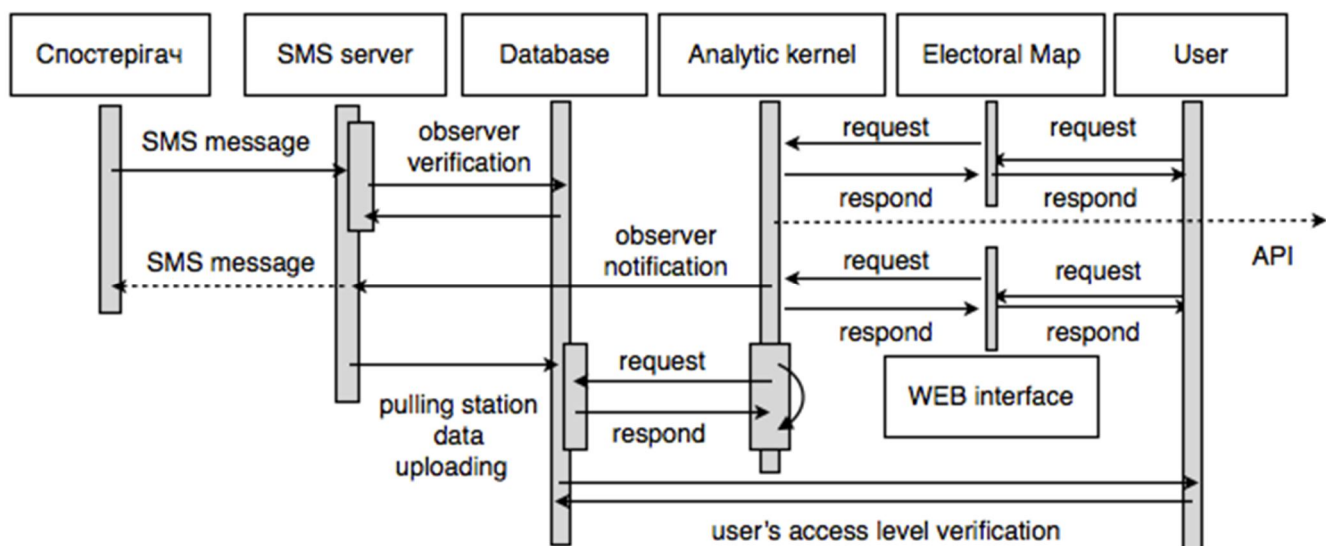 Спостерігач
SMS server
Database
Analytic kernel
Electoral Map
User
SMS message
observer
verification
request
request
respond
respond
API
SMS message
observer
notification
request
request
respond
respond
pulling station
data
uploading
request
respond
WEB interface
user's access level verification